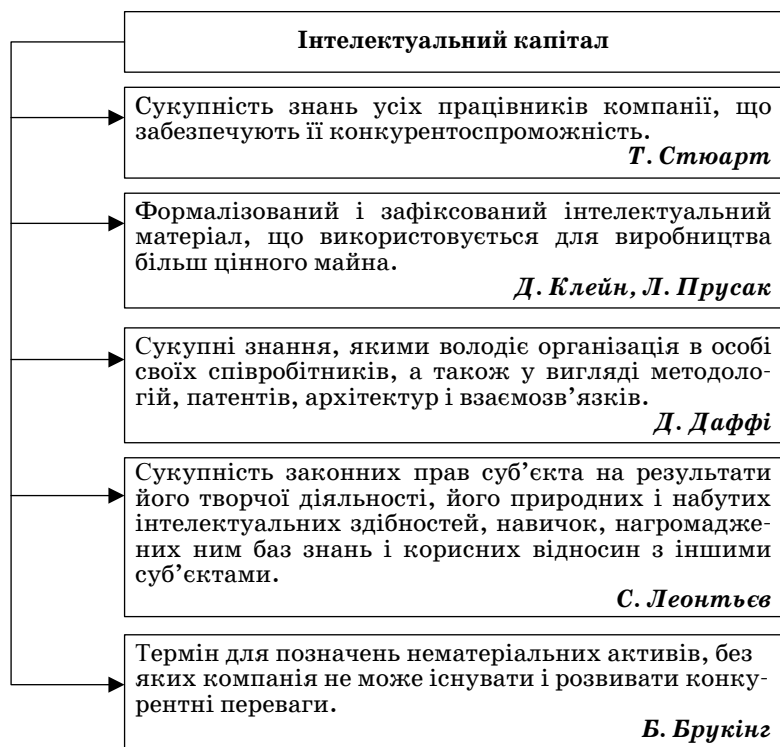 Інтелектуальний капітал
Сукупність знань усіх працівників компанії, що
забезпечують її конкурентоспроможність.
Т. Стюарт
Формалізований і зафіксований інтелектуальний
матеріал, що використовується для виробництва
більш цінного майна.
Д. Клейн, Л. Прусак
Сукупні знання, якими володіє організація в особі
своїх співробітників, а також у вигляді методоло-
гій, патентів, архітектур і взаємозв'язків.
Д. Даффі
Сукупність законних прав суб’єкта на результати
його творчої діяльності, його природних і набутих
інтелектуальних здібностей, навичок, нагромадже-
них ним баз знань і корисних відносин з іншими
суб’єктами.
С. Леонтьєв
Термін для позначень нематеріальних активів, без
яких компанія не може існувати і розвивати конку-
рентні переваги.
Б. Брукінг